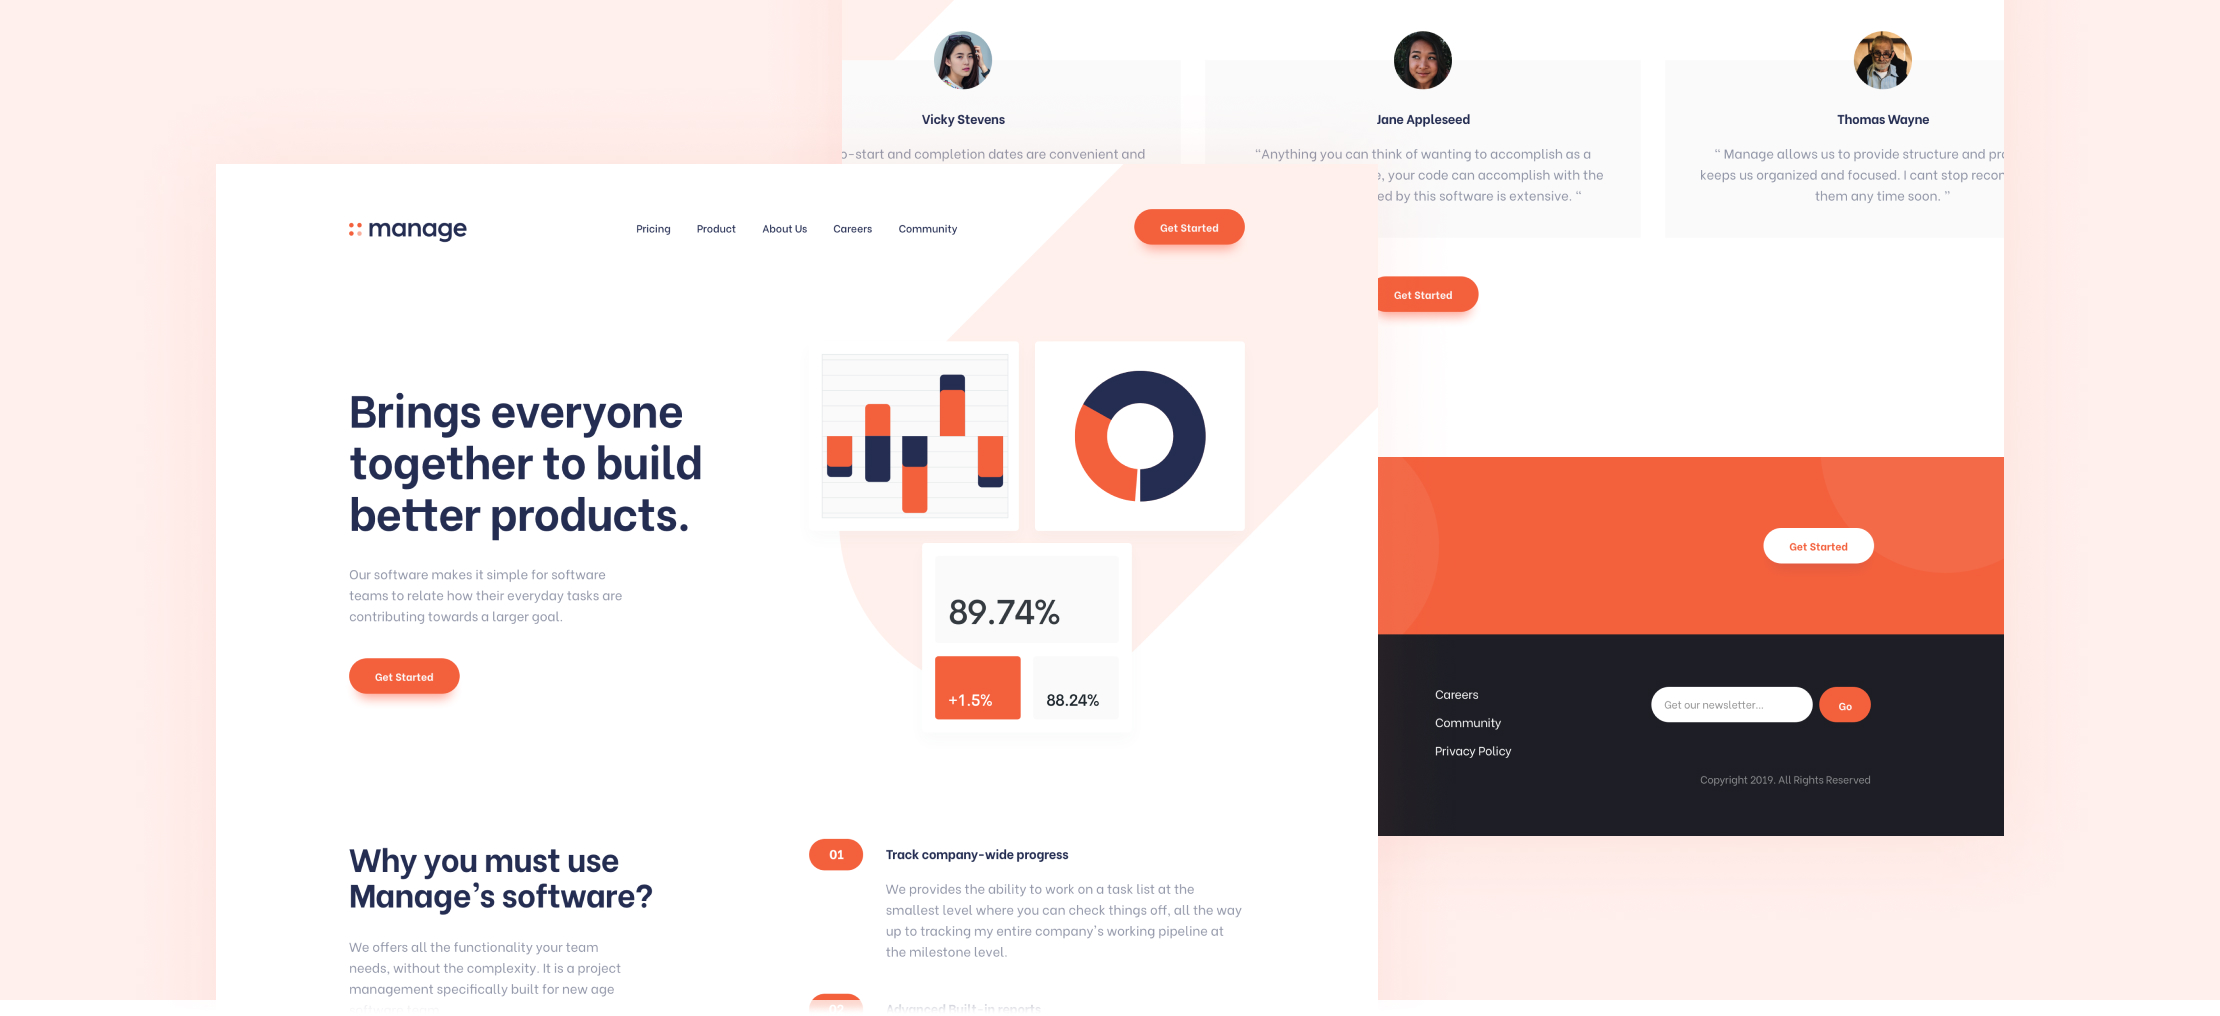 Vicky Stevens
o-start and completion dates are convenient and
Jane Appleseed
“Anything you can think of wanting to accomplish as a
e, your code can accomplish with the
ed by this software is extensive. “
Thomas Wayne
“ Manage allows us to provide structure and pro
keeps us organized and focused. I cant stop recon
them any time soon. ”
Get Started
manage
Pricing
Product
About Us
Careers
Community
Get Started
Brings everyone
together to build
better products.
Our software makes it simple for software
teams to relate how their everyday tasks are
contributing towards a larger goal.
Get Started
89.74%
+1.5%
88.24%
Get Started
Careers
Community
Privacy Policy
Get our newsletter...
Go
Copyright 2019. All Rights Reserved
Why you must use
Manage's software?
We offers all the functionality your team
needs, without the complexity. It is a project
management specifically built for new age
software team
01
Track company-wide progress
We provides the ability to work on a task list at the
smallest level where you can check things off, all the way
up to tracking my entire company's working pipeline at
the milestone level.
02
Advanced Built-in reports